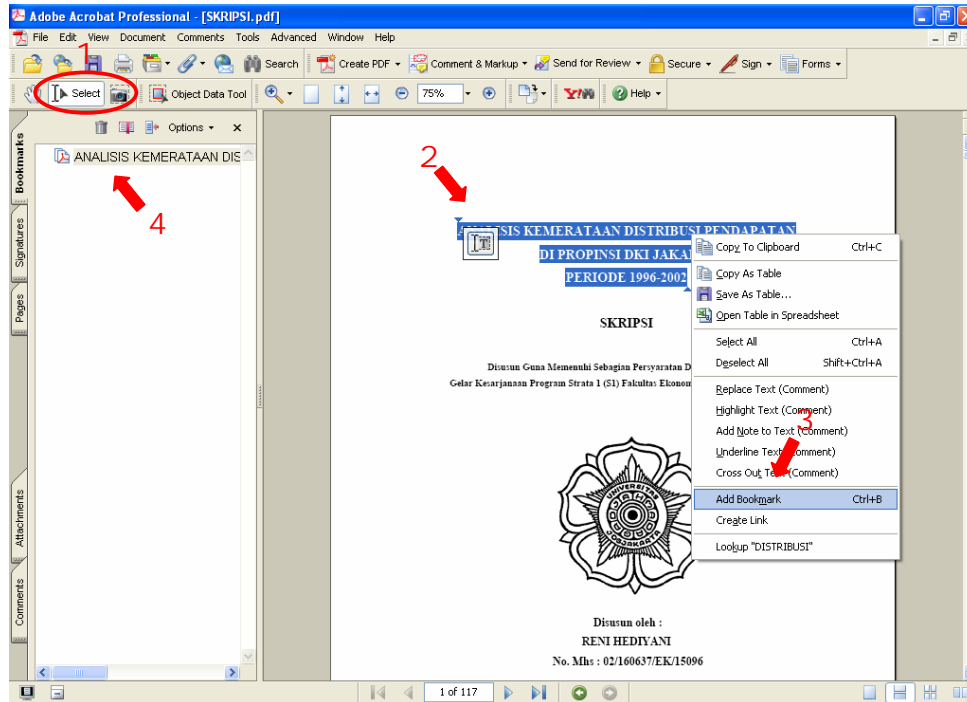 Adobe Acrobat Professional - [SKRIPSI.pdf]
File Edit View Document Comments Tools Advanced Window Help
1
Search Create PDF Comment & Markup Send for Review Secure Sign Forms
Select Object Data Tool 75% Y! Help
Options
Bookmarks
Signatures
Pages
Attachments
Comments
ANALISIS KEMERATAAN DIS
4
2
SIS KEMERATAAN DISTRIBUSI PENDAPATAN
DI PROPINSI DKI JAKA
PERIODE 1996-2002
SKRIPSI
Disusun Guna Memenuhi Sebagian Persyaratan D
Gelar Kesarjanaan Program Strata 1 (S1) Fakultas Ekonom
UNIVERSITAS
GADJAH MADA
JOGJAKARTA
Disusun oleh :
RENI HEDIYANI
No. Mhs : 02/160637/EK/15096
Copy To Clipboard Ctrl+C
Copy As Table
Save As Table...
Open Table in Spreadsheet
Select All Ctrl+A
Deselect All Shift+Ctrl+A
Replace Text (Comment)
Highlight Text (Comment)
Add Note to Text (Comment)
3
Underline Text (Comment)
Cross Out Text (Comment)
Add Bookmark Ctrl+B
Create Link
Lookup "DISTRIBUSI"
1 of 117